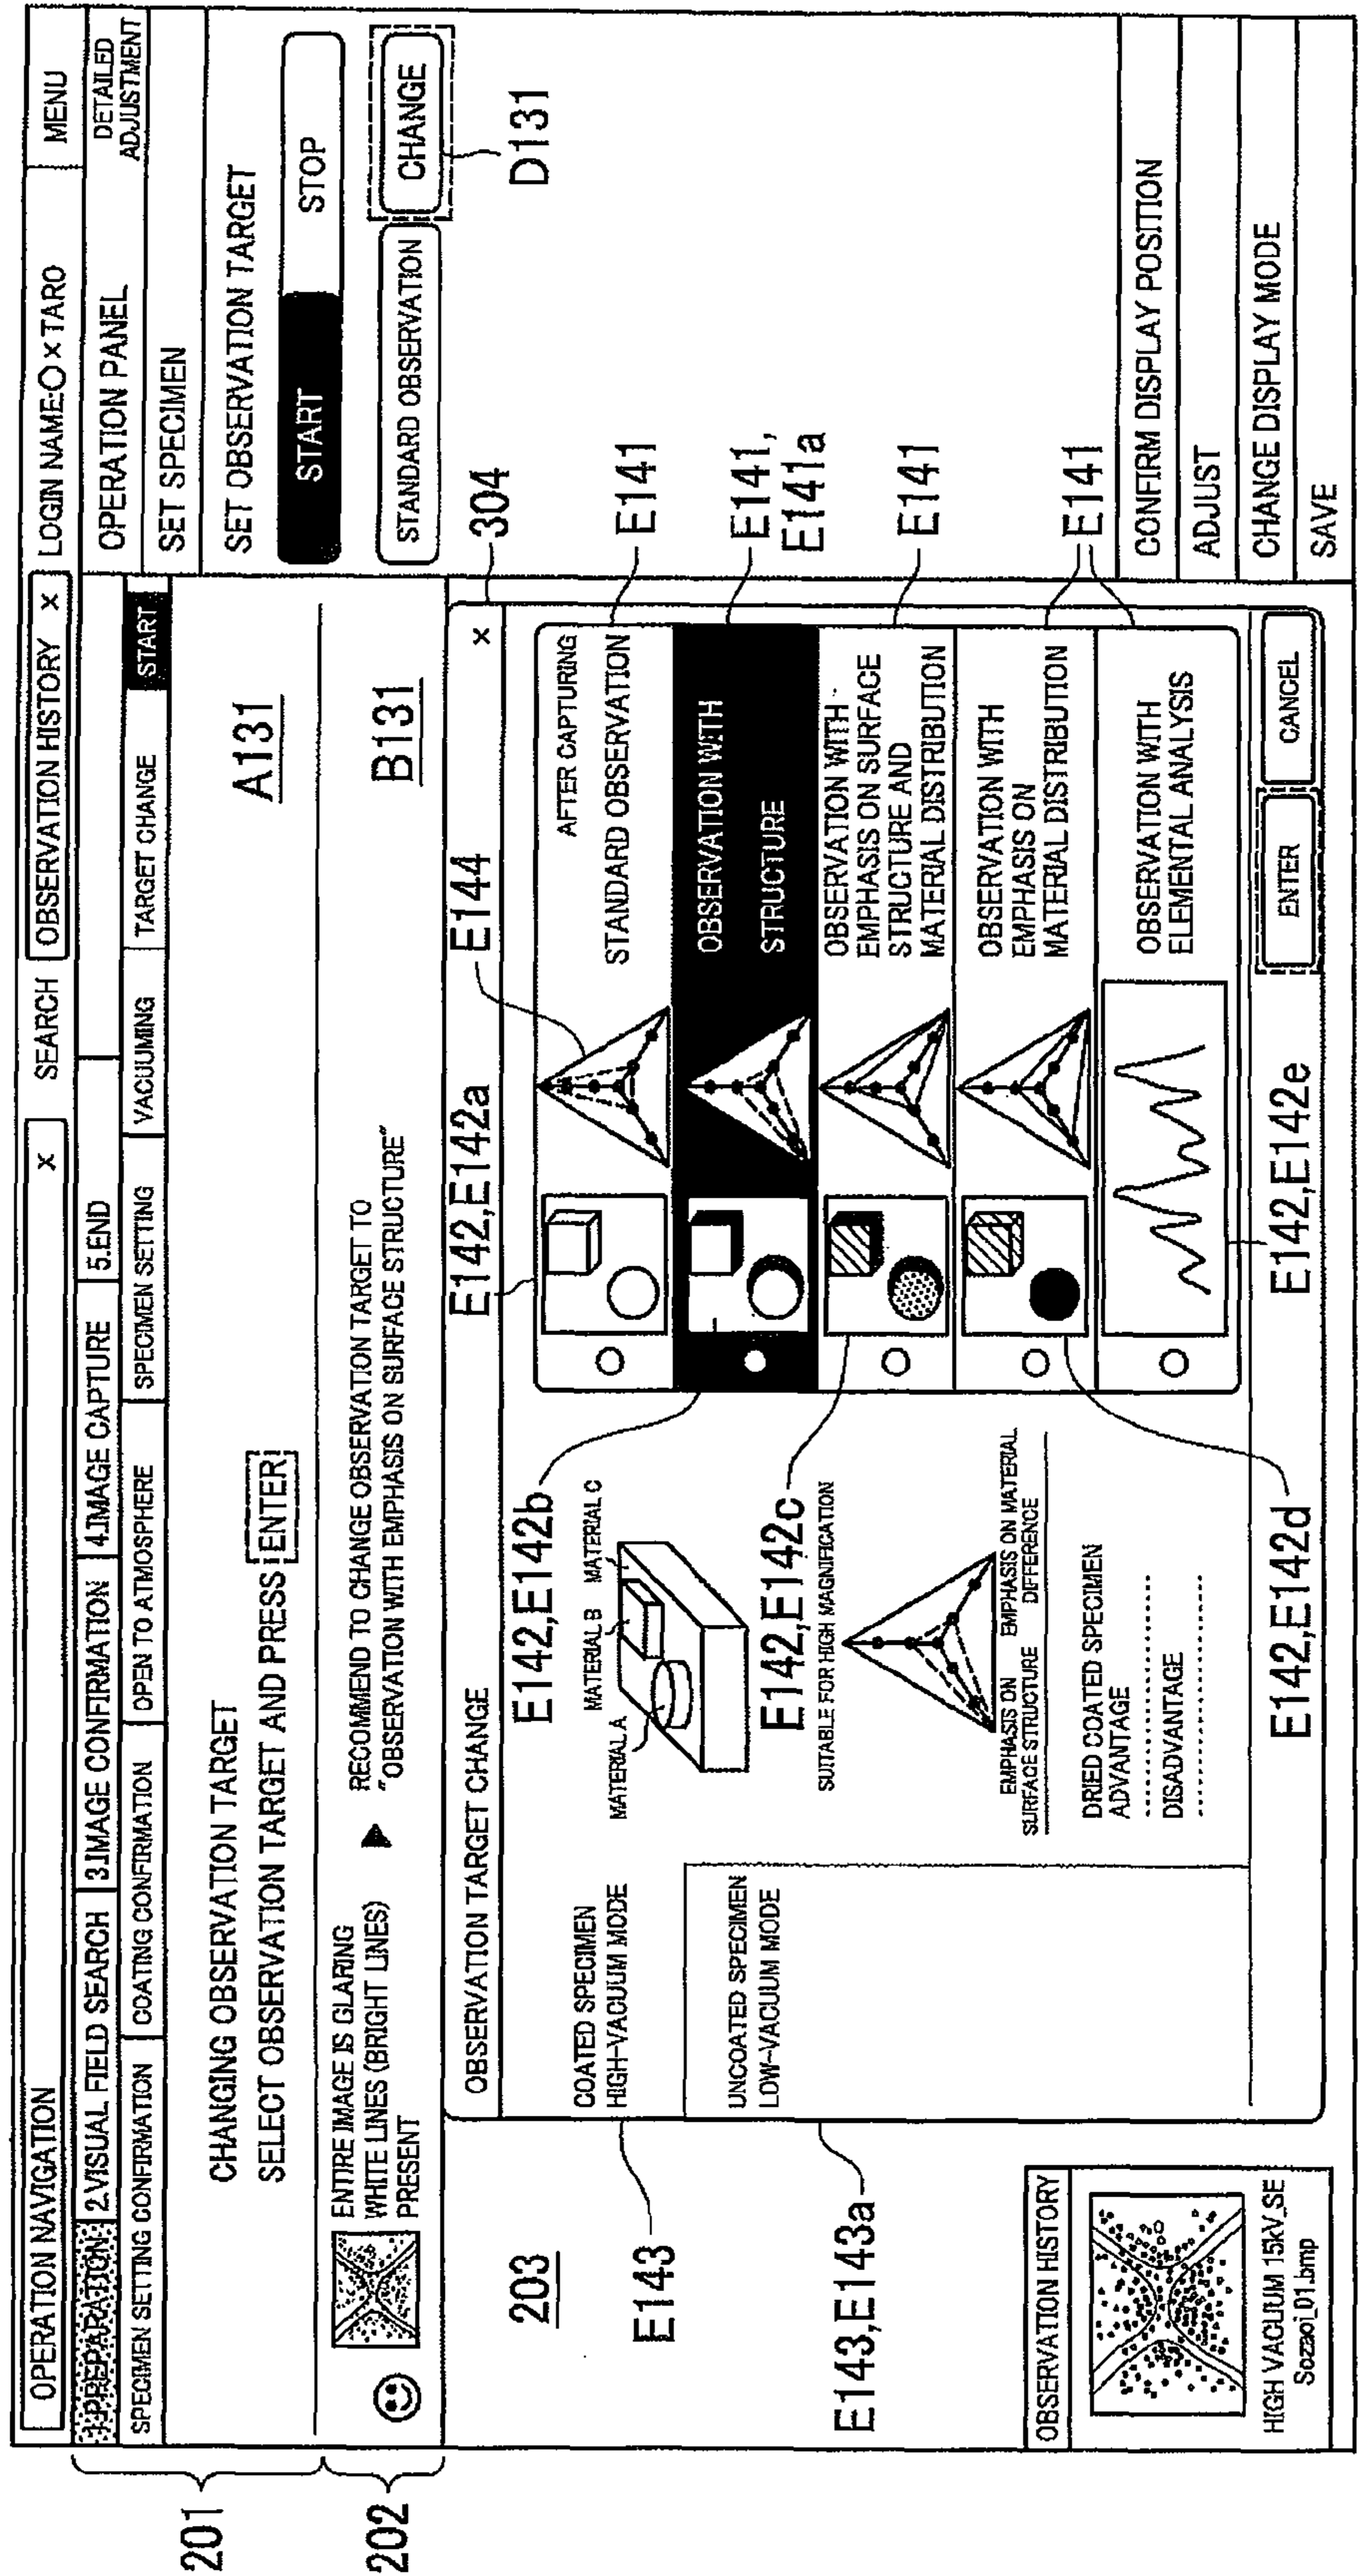 OPERATION NAVIGATION
×
SEARCH
OBSERVATION HISTORY ×
LOGIN NAME:○×TARO
MENU
1.PREPARATION
2.VISUAL FIELD SEARCH
3.IMAGE CONFIRMATION
4.IMAGE CAPTURE
5.END
OPERATION PANEL
DETAILED
ADJUSTMENT
SPECIMEN SETTING CONFIRMATION
COATING CONFIRMATION
OPEN TO ATMOSPHERE
SPECIMEN SETTING
VACUUMING
TARGET CHANGE
START
SET SPECIMEN
201
CHANGING OBSERVATION TARGET
SELECT OBSERVATION TARGET AND PRESS ENTER
A131
SET OBSERVATION TARGET
START
STOP
STANDARD OBSERVATION
CHANGE
D131
202
ENTIRE IMAGE IS GLARING
WHITE LINES (BRIGHT LINES)
PRESENT
RECOMMEND TO CHANGE OBSERVATION TARGET TO
"OBSERVATION WITH EMPHASIS ON SURFACE STRUCTURE"
B131
203
OBSERVATION TARGET CHANGE
×
304
E142,E142a
E144
E142,E142b
COATED SPECIMEN
HIGH-VACUUM MODE
E143
UNCOATED SPECIMEN
LOW-VACUUM MODE
E143,E143a
MATERIAL A
MATERIAL B
MATERIAL C
E142,E142c
SUITABLE FOR HIGH MAGNIFICATION
EMPHASIS ON
SURFACE STRUCTURE
EMPHASIS ON MATERIAL
DIFFERENCE
DRIED COATED SPECIMEN
ADVANTAGE
DISADVANTAGE
AFTER CAPTURING
STANDARD OBSERVATION
E141
OBSERVATION WITH
STRUCTURE
E141,
E141a
OBSERVATION WITH
EMPHASIS ON SURFACE
STRUCTURE AND
MATERIAL DISTRIBUTION
E141
OBSERVATION WITH
EMPHASIS ON
MATERIAL DISTRIBUTION
E141
OBSERVATION WITH
ELEMENTAL ANALYSIS
E142,E142d
E142,E142e
ENTER
CANCEL
CONFIRM DISPLAY POSITION
ADJUST
CHANGE DISPLAY MODE
SAVE
OBSERVATION HISTORY
HIGH VACUUM 15kV_SE
Sozaoi_01.bmp